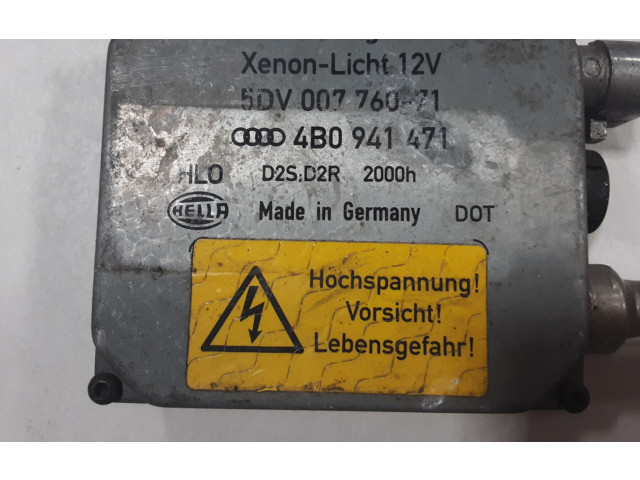 Xenon-Licht 12V
5DV 007 760-71
4B0 941 471
HLO D2S;D2R 2000h
HELLA Made in Germany DOT
Hochspannung!
Vorsicht!
Lebensgefahr!